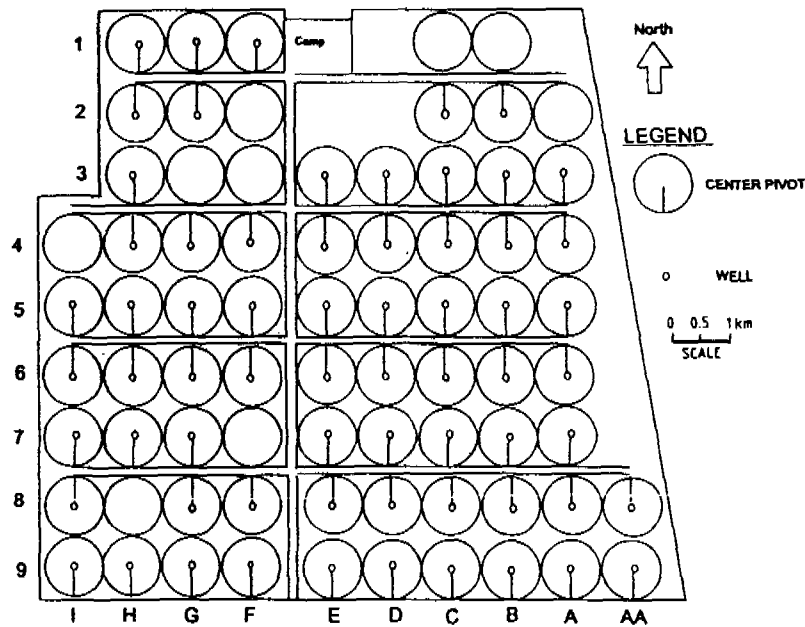 1
Camp
North
2
LEGEND
3
CENTER PIVOT
4
WELL
5
0 0.5 1 km
SCALE
6
7
8
9
I H G F E D C B A AA